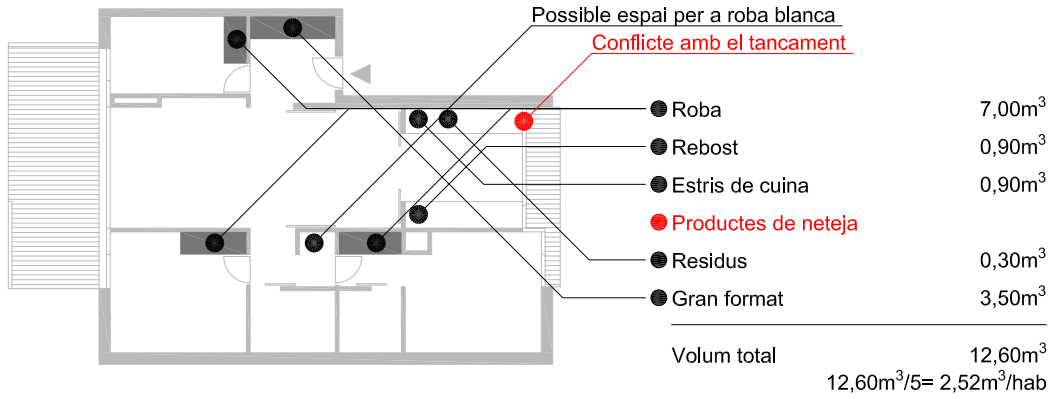 Possible espai per a roba blanca
Conflicte amb el tancament
Roba 7,00m³
Rebost 0,90m³
Estris de cuina 0,90m³
Productes de neteja
Residus 0,30m³
Gran format 3,50m³
Volum total 12,60m³
12,60m³/5= 2,52m³/hab